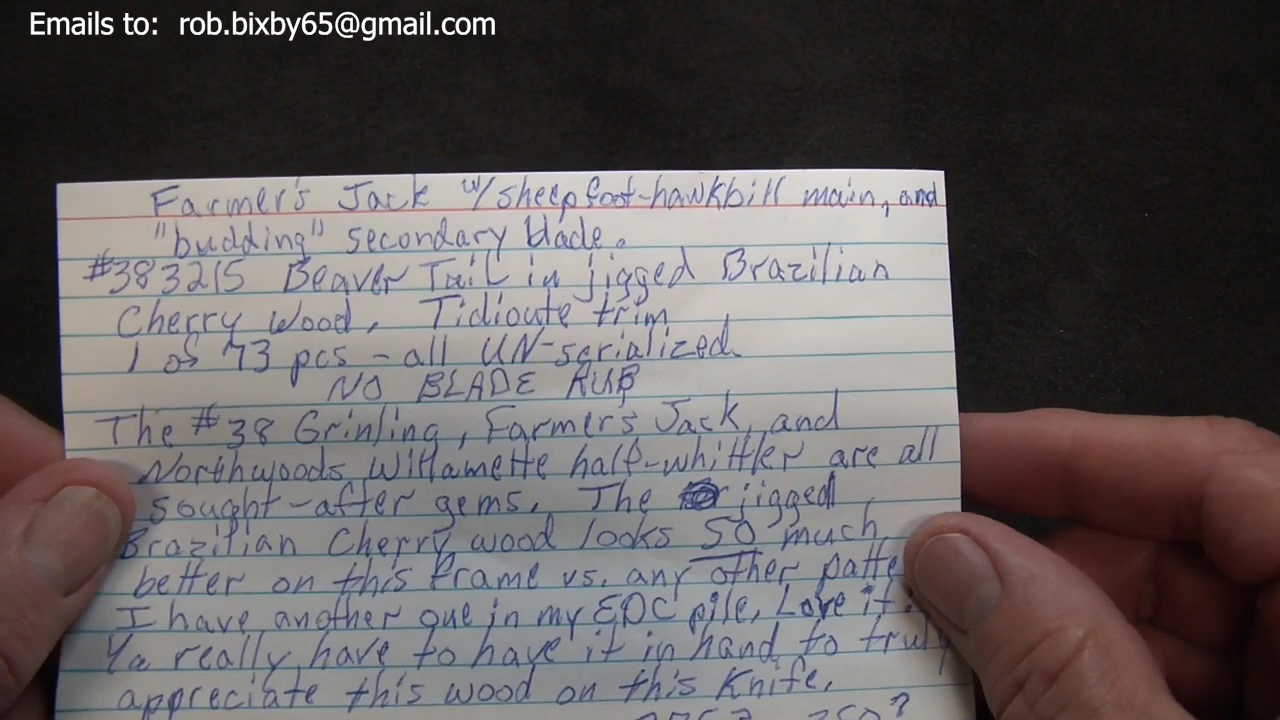 Emails to: rob.bixby65@gmail.com
Farmer's Jack w/ sheepfoot-hawkbill main, and
"budding" secondary blade.
#383215 Beaver Tail in jigged Brazilian
Cherry Wood, Tidioute trim
1 of 73 pcs - all UN-serialized.
NO BLADE RUB
The #38 Grinling, Farmer's Jack, and
Northwoods Willamette half-whittler are all
sought-after gems. The jigged
Brazilian Cherry wood looks SO much
better on this frame vs. any other patte
I have another one in my EDC pile, Love it.
Ya really have to have it in hand to truly
appreciate this wood on this knife.